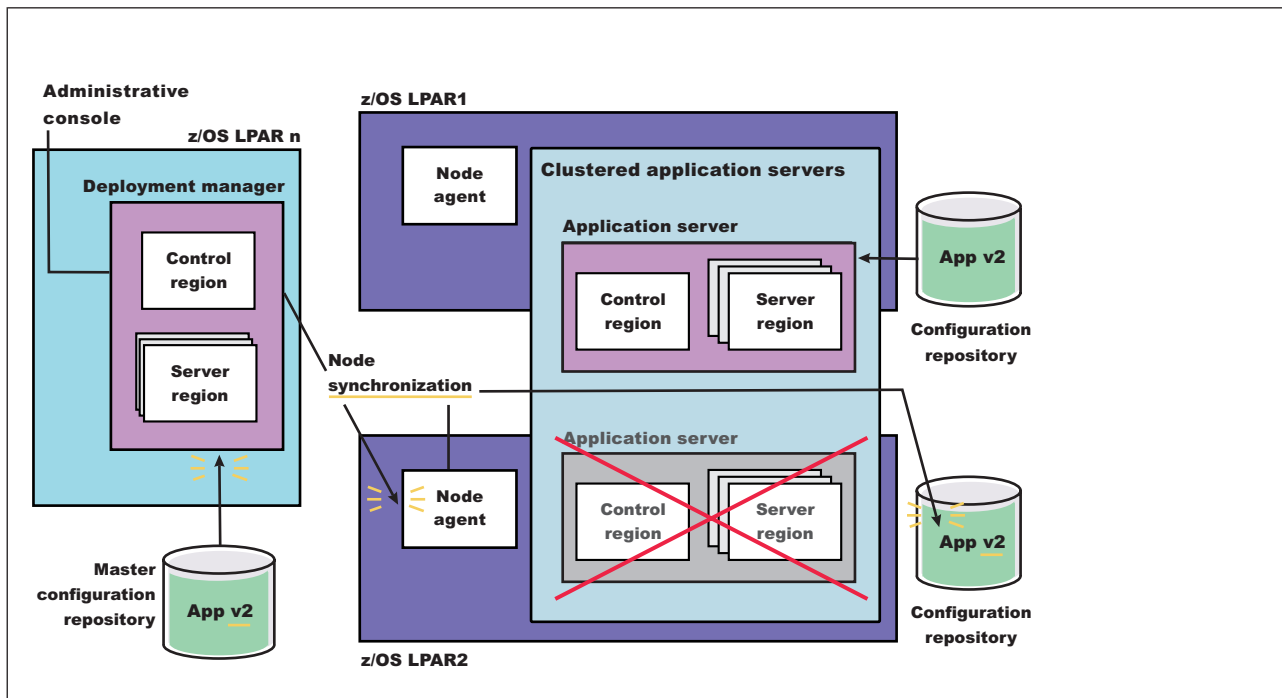 Administrative
console
z/OS LPAR n
Deployment manager
Control
region
Server
region
Master
configuration
repository
App v2
Node
synchronization
z/OS LPAR1
Node
agent
Clustered application servers
Application server
Control
region
Server
region
App v2
Configuration
repository
Application server
Node
agent
Control
region
Server
region
z/OS LPAR2
App v2
Configuration
repository